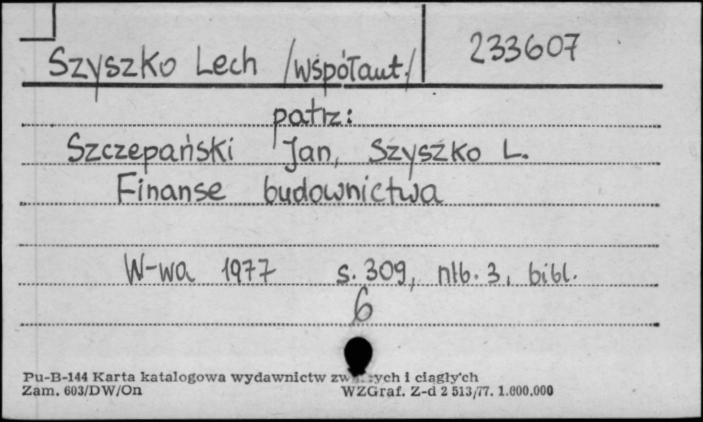 Szyszko Lech /współaut./ 233607
patrz:
Szczepański Jan, Szyszko L.
Finanse budownictwa
W-wa 1977 s. 309, nlb. 3, bibl.
6
Pu-B-144 Karta katalogowa wydawnictw i ciągłych
Zam. 603/DW/On WZGraf. Z-d 2 513/77. 1.000.000